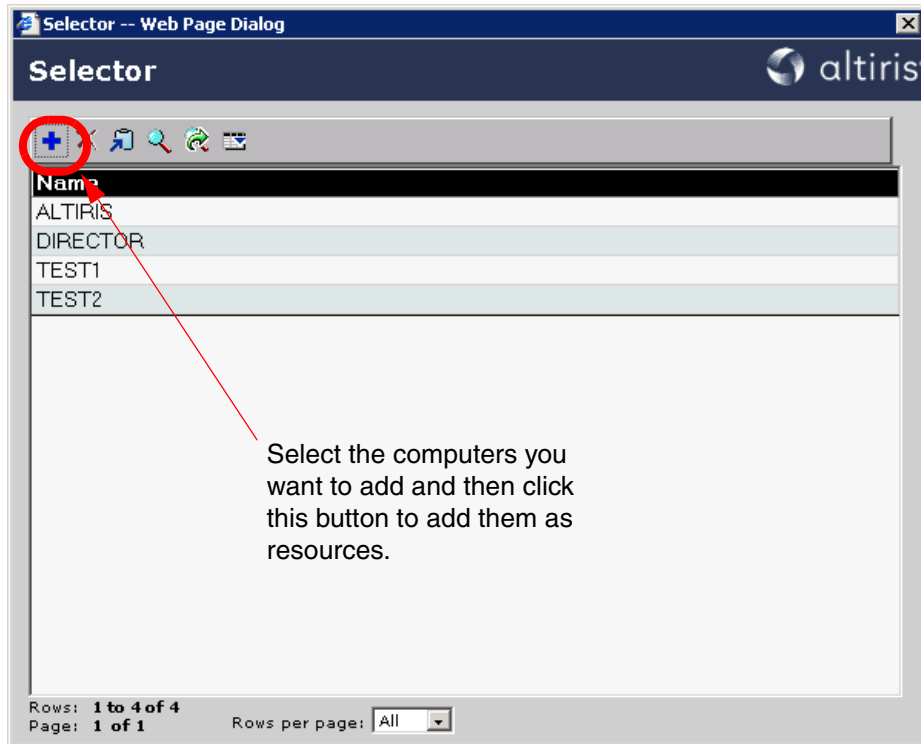 Selector -- Web Page Dialog
Selector
altiris
Name
ALTIRIS
DIRECTOR
TEST1
TEST2
Select the computers you
want to add and then click
this button to add them as
resources.
Rows: 1 to 4 of 4
Page: 1 of 1 Rows per page: All